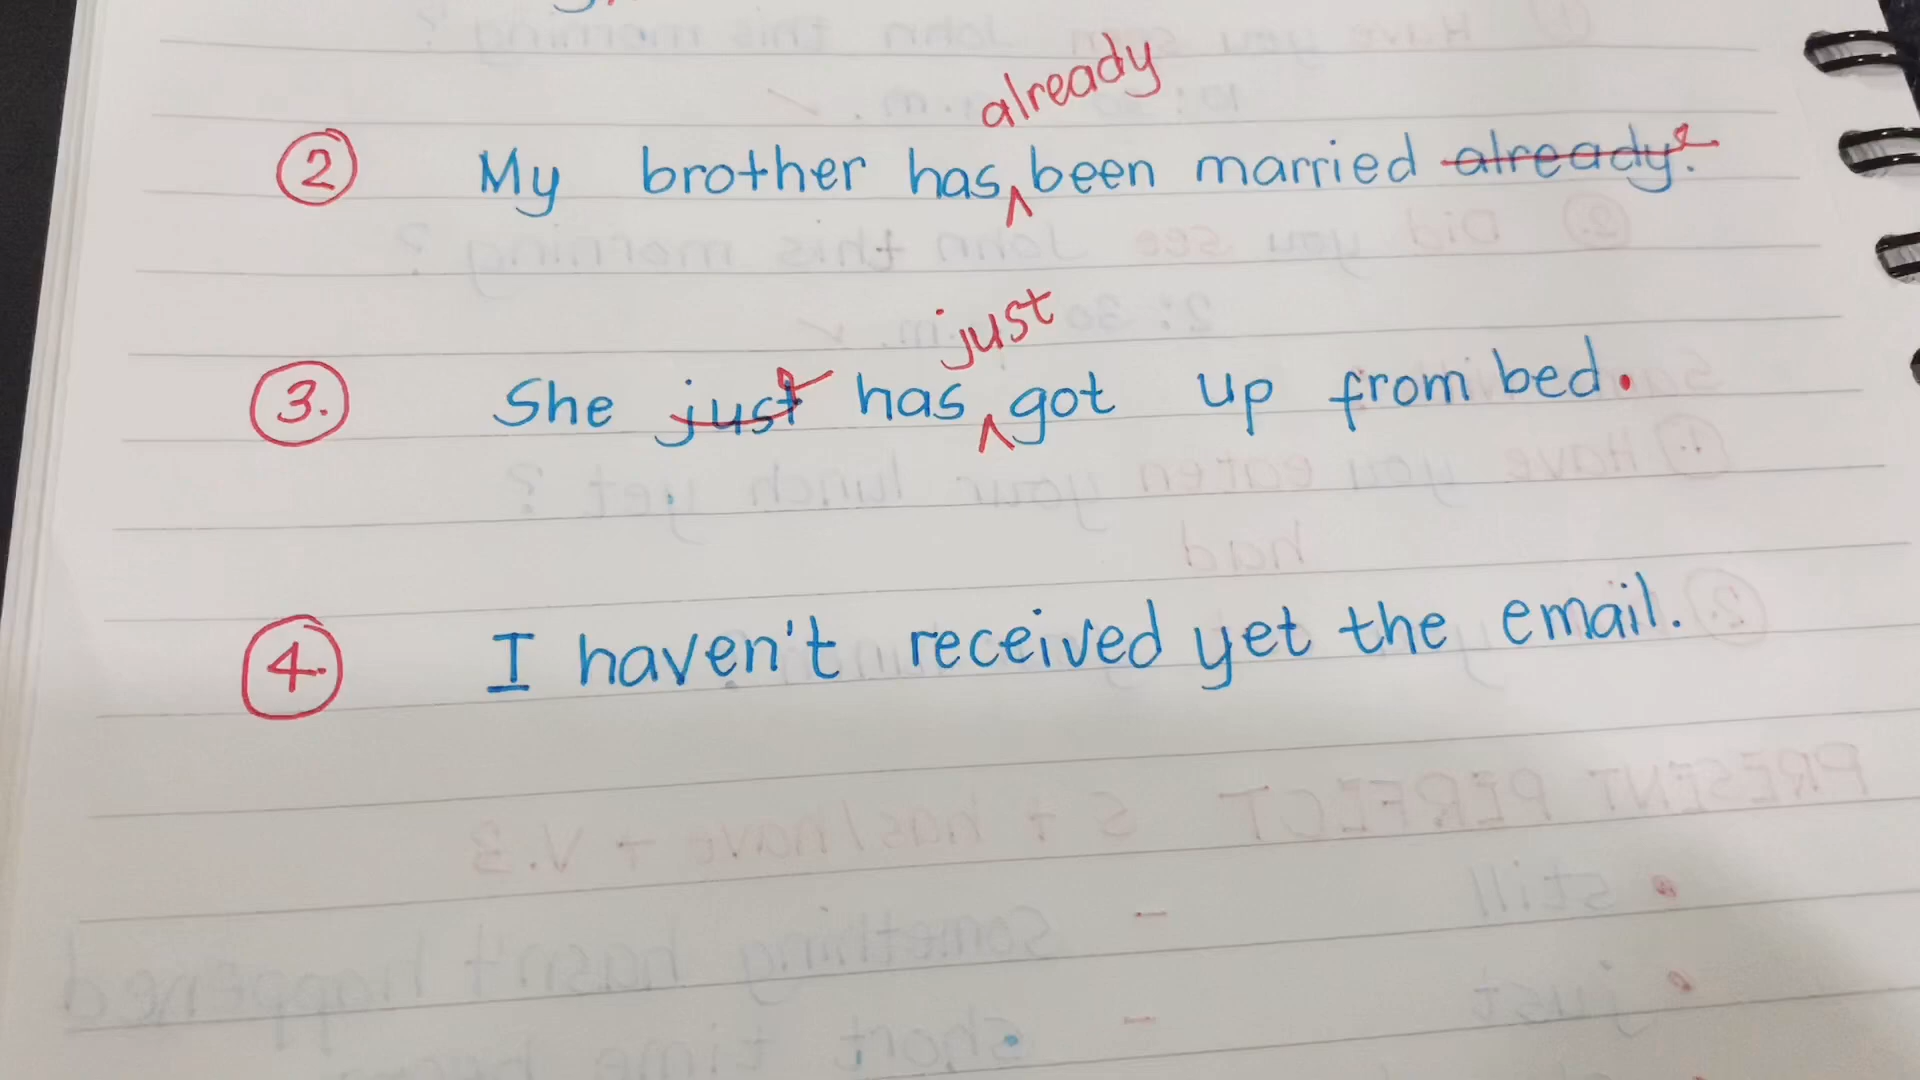 already
2 My brother has ^ been married already.
just
3. She just has ^ got up from bed.
4. I haven't received yet the email.